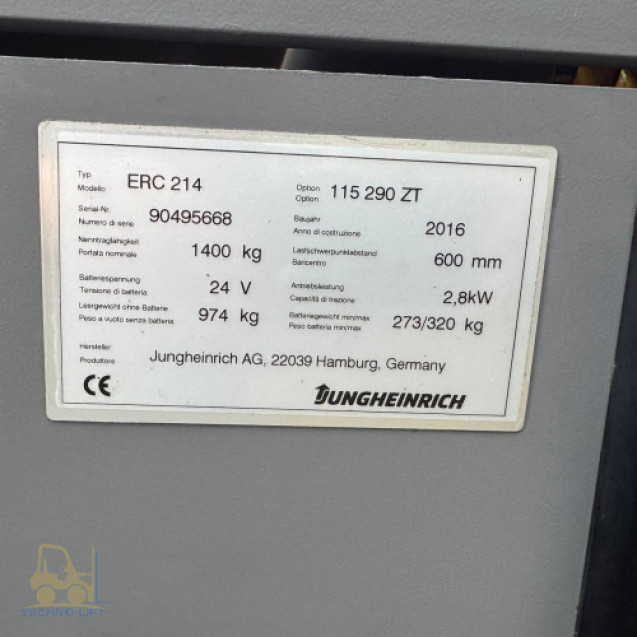 Typ
Modello ERC 214 Option
Option 115 290 ZT
Serial-Nr.
Numero di serie 90495668 Baujahr
Anno di costruzione 2016
Nenntragfähigkeit
Portata nominale 1400 kg Lastschwerpunktabstand
Baricentro 600 mm
Batteriespannung
Tensione di batteria 24 V Antriebsleistung
Capacità di trazione 2,8kW
Leergewicht ohne Batterie
Peso a vuoto senza batteria 974 kg Batteriegewicht min/max
Peso batteria min/max 273/320 kg
Hersteller
Produttore Jungheinrich AG, 22039 Hamburg, Germany
CE JUNGHEINRICH
TECHNO-LIFT